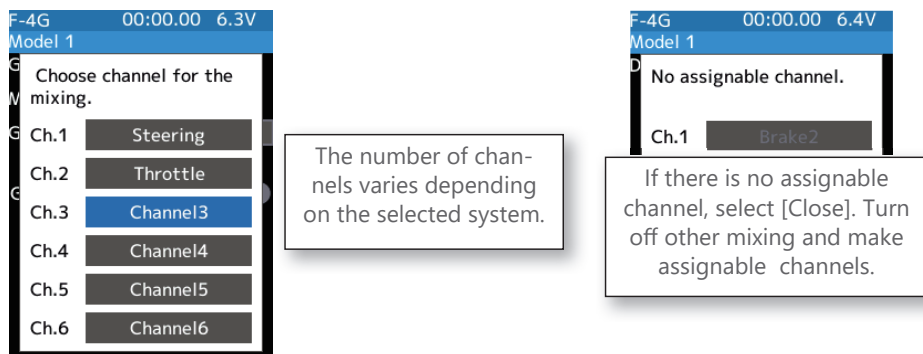 F-4G 00:00.00 6.3V
Model 1
G
Choose channel for the
M
mixing.
G
Ch.1 Steering
Ch.2 Throttle
G
Ch.3 Channel3
Ch.4 Channel4
Ch.5 Channel5
Ch.6 Channel6
The number of chan-
nels varies depending
on the selected system.
F-4G 00:00.00 6.4V
Model 1
D
No assignable channel.
Ch.1 Brake2
If there is no assignable
channel, select [Close]. Turn
off other mixing and make
assignable channels.